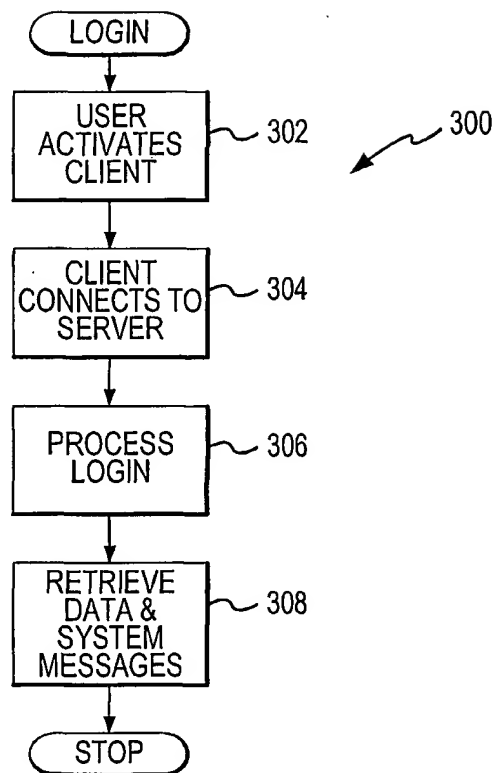 LOGIN
USER
ACTIVATES
CLIENT
302
300
CLIENT
CONNECTS TO
SERVER
304
PROCESS
LOGIN
306
RETRIEVE
DATA &
SYSTEM
MESSAGES
308
STOP